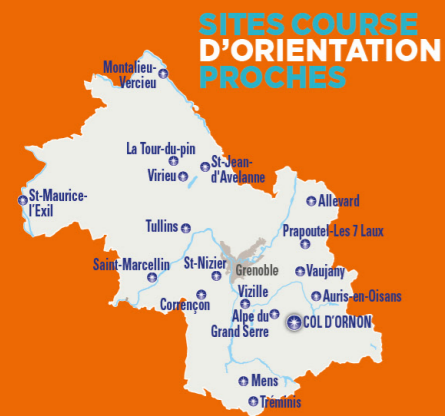 SITES COURSE
D'ORIENTATION
PROCHES
Montalieu-
Vercieu
La Tour-du-pin
Virieu
St-Jean-
d'Avelanne
St-Maurice-
l'Exil
Allevard
Tullins
Prapoutel-Les 7 Laux
Saint-Marcellin
St-Nizier
Grenoble
Vaujany
Corrençon
Vizille
Auris-en-Oisans
Alpe du
Grand Serre
COL D'ORNON
Mens
Tréminis